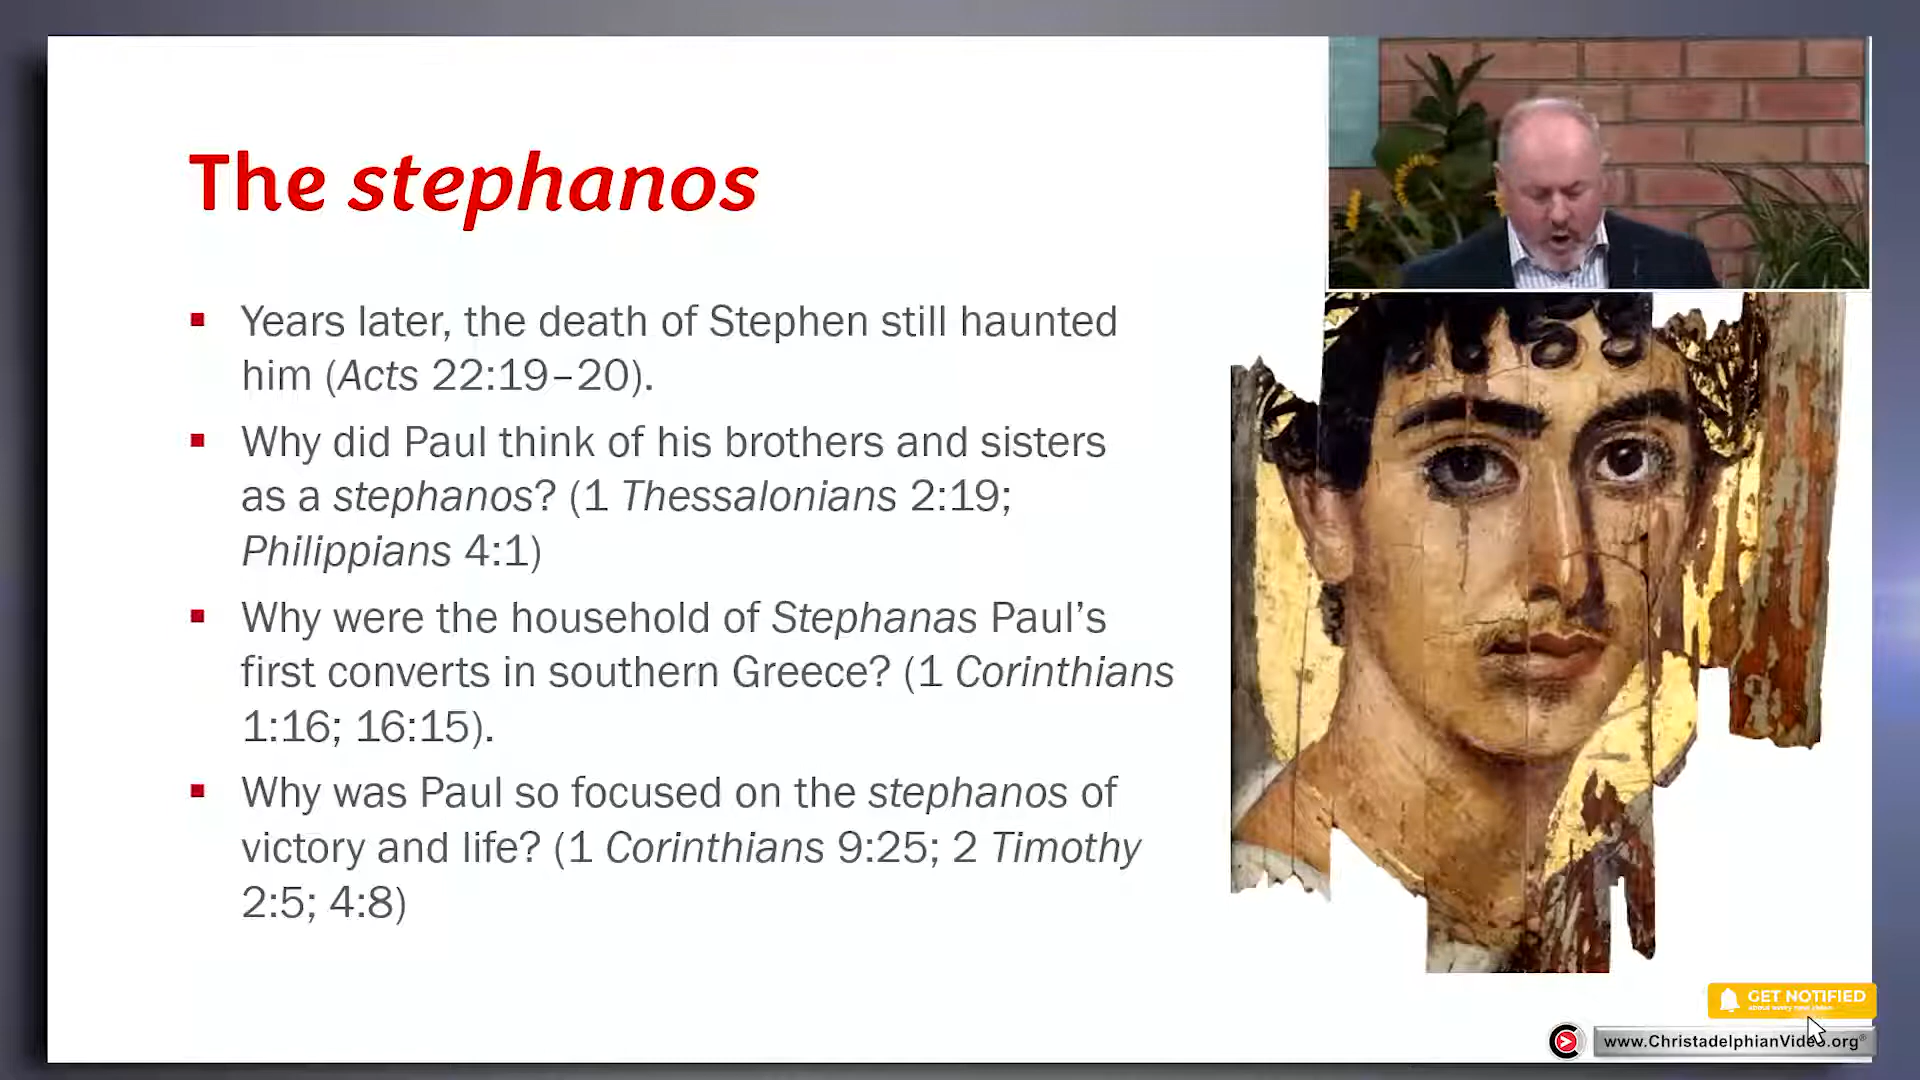 The stephanos
Years later, the death of Stephen still haunted
him (Acts 22:19–20).
Why did Paul think of his brothers and sisters
as a stephanos? (1 Thessalonians 2:19;
Philippians 4:1)
Why were the household of Stephanas Paul’s
first converts in southern Greece? (1 Corinthians
1:16; 16:15).
Why was Paul so focused on the stephanos of
victory and life? (1 Corinthians 9:25; 2 Timothy
2:5; 4:8)
GET NOTIFIED
www.ChristadelphianVideo.org